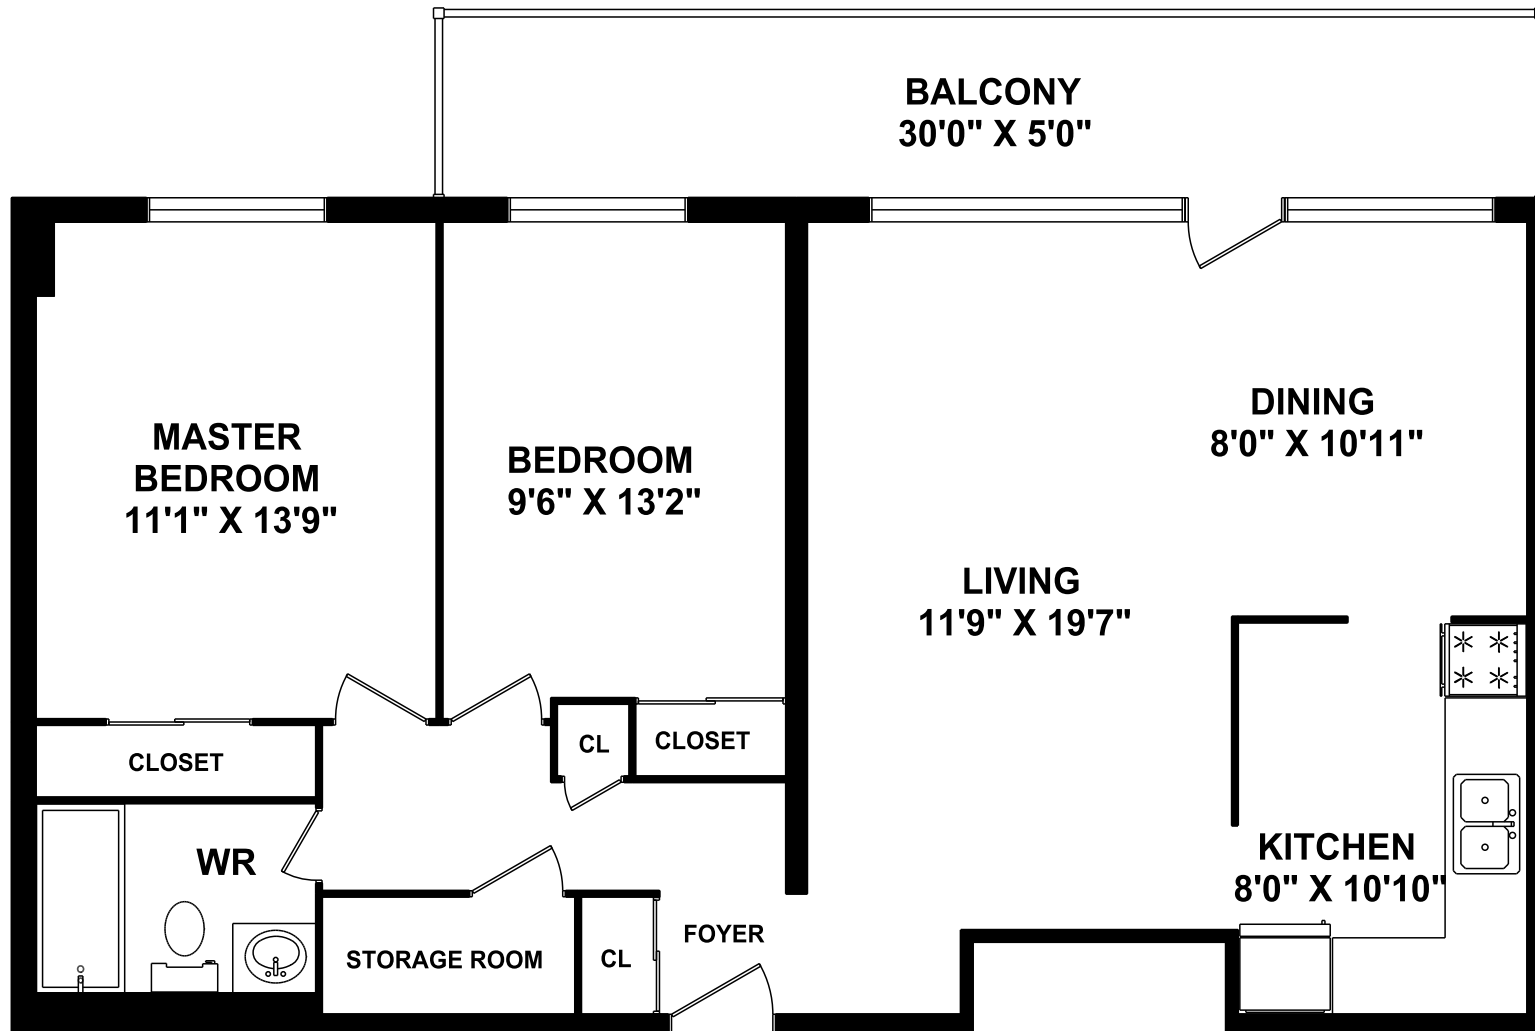 BALCONY
30'0" X 5'0"
DINING
8'0" X 10'11"
MASTER
BEDROOM
11'1" X 13'9"
BEDROOM
9'6" X 13'2"
LIVING
11'9" X 19'7"
CLOSET
CL
CLOSET
WR
KITCHEN
8'0" X 10'10"
STORAGE ROOM
CL
FOYER